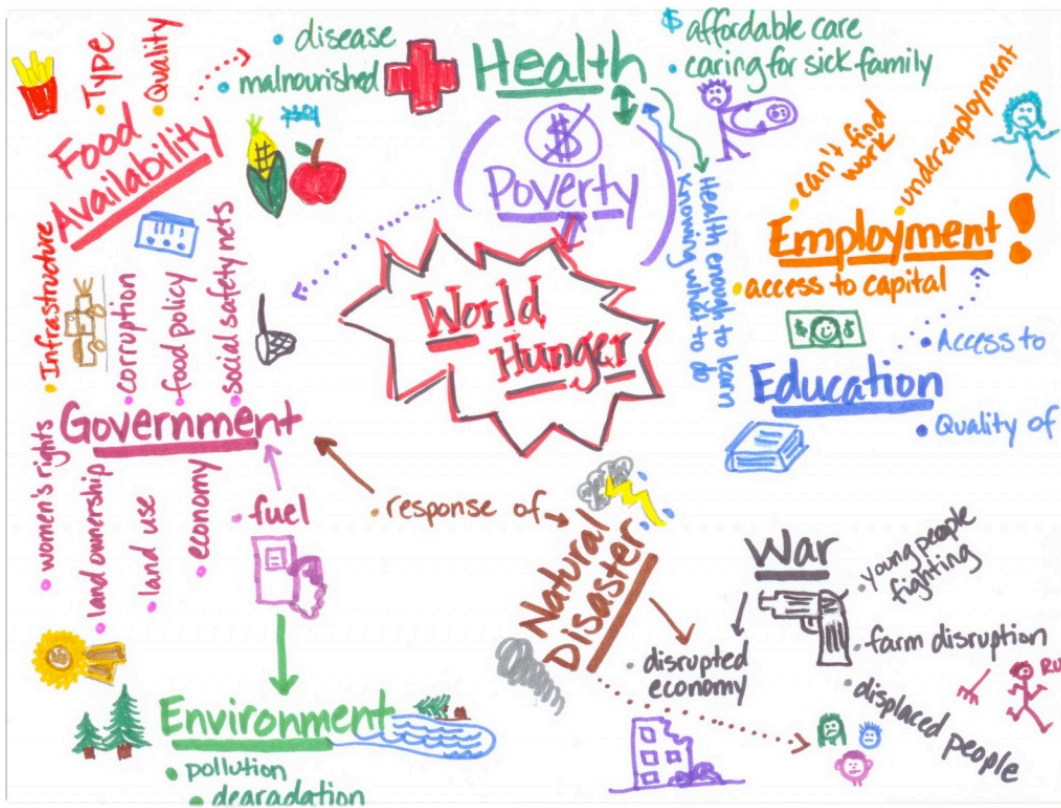 Type
Quality
Food
Availability
• disease
• malnourished
Health
$ affordable care
• caring for sick family
($)
Poverty
Health enough to learn
Knowing what to do
• can't find
work
• underemployment
Employment!
• access to capital
$ $
• Access to
Education
• Quality of
World
Hunger
• Infrastructure
• corruption
• food policy
• social safety nets
Government
• women's rights
• land ownership
• land use
• economy
• fuel
• response of
Natural
Disaster
War
• young people
fighting
• farm disruption
• displaced people
• disrupted
economy
Environment
• pollution
• degradation